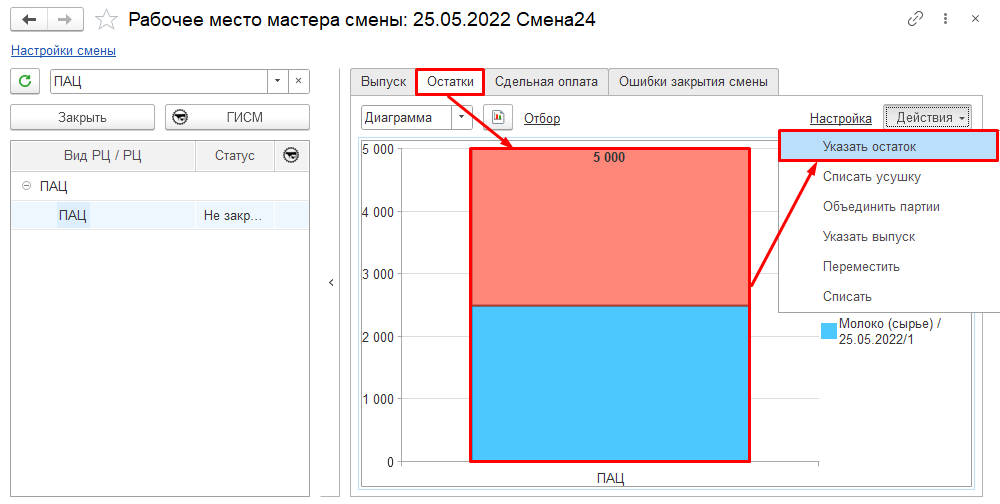 Рабочее место мастера смены: 25.05.2022 Смена24
Настройки смены
ПАЦ
Закрыть
ГИСМ
Вид РЦ / РЦ
Статус
ПАЦ
ПАЦ
Не закр...
Выпуск
Остатки
Сдельная оплата
Ошибки закрытия смены
Диаграмма
Отбор
Настройка
Действия
Указать остаток
Списать усушку
Объединить партии
Указать выпуск
Переместить
Списать
5 000
5 000
4 000
3 000
2 000
1 000
0
ПАЦ
Молоко (сырье) /
25.05.2022/1